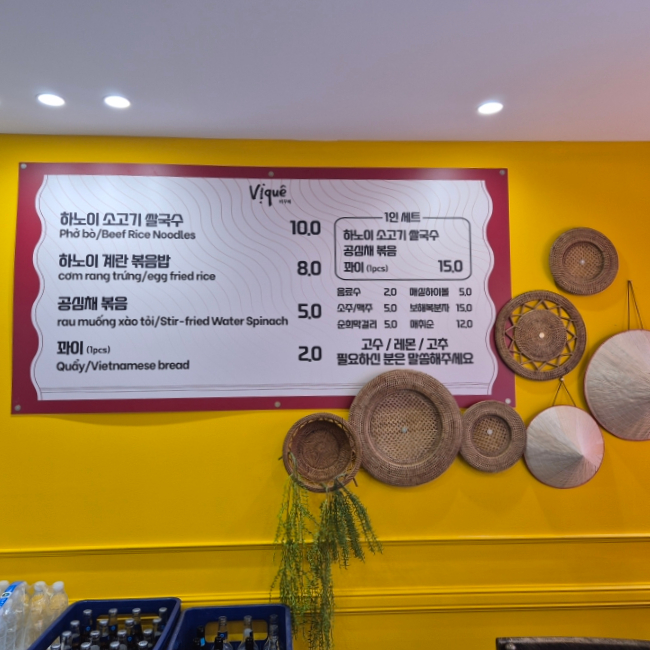 Vị quê
비꾸에
하노이 소고기 쌀국수 10.0
Phở bò/Beef Rice Noodles
하노이 계란 볶음밥 8.0
cơm rang trứng/egg fried rice
공심채 볶음 5.0
rau muống xào tỏi/Stir-fried Water Spinach
꽈이 (1pcs) 2.0
Quẩy/Vietnamese bread
1인 세트
하노이 소고기 쌀국수
공심채 볶음
꽈이 (1pcs) 15.0
음료수 2.0 매실하이볼 5.0
소주/맥주 5.0 보해복분자 15.0
순희막걸리 5.0 매취순 12.0
고수 / 레몬 / 고추
필요하신 분은 말씀해주세요